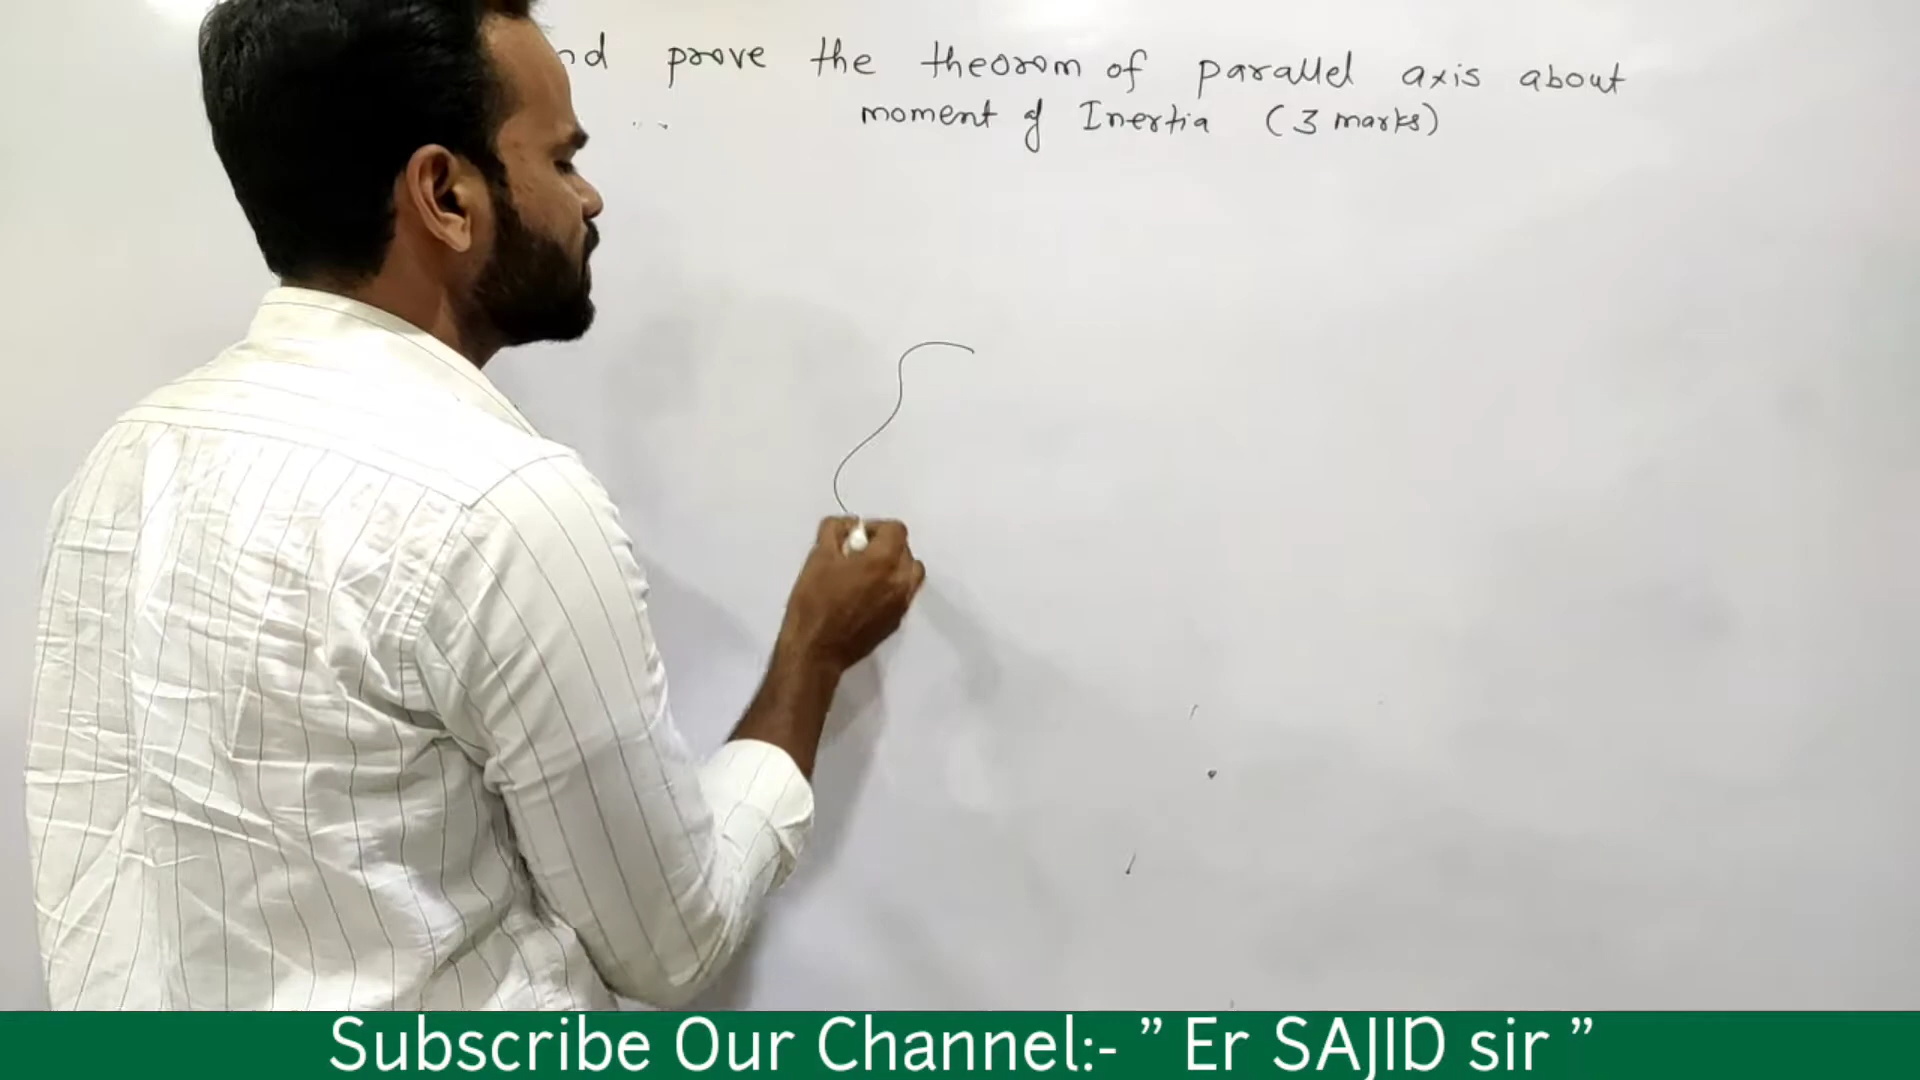 nd prove the theorom of parallel axis about
moment of Inertia (3 marks)
Subscribe Our Channel:- ” Er SAJID sir ”